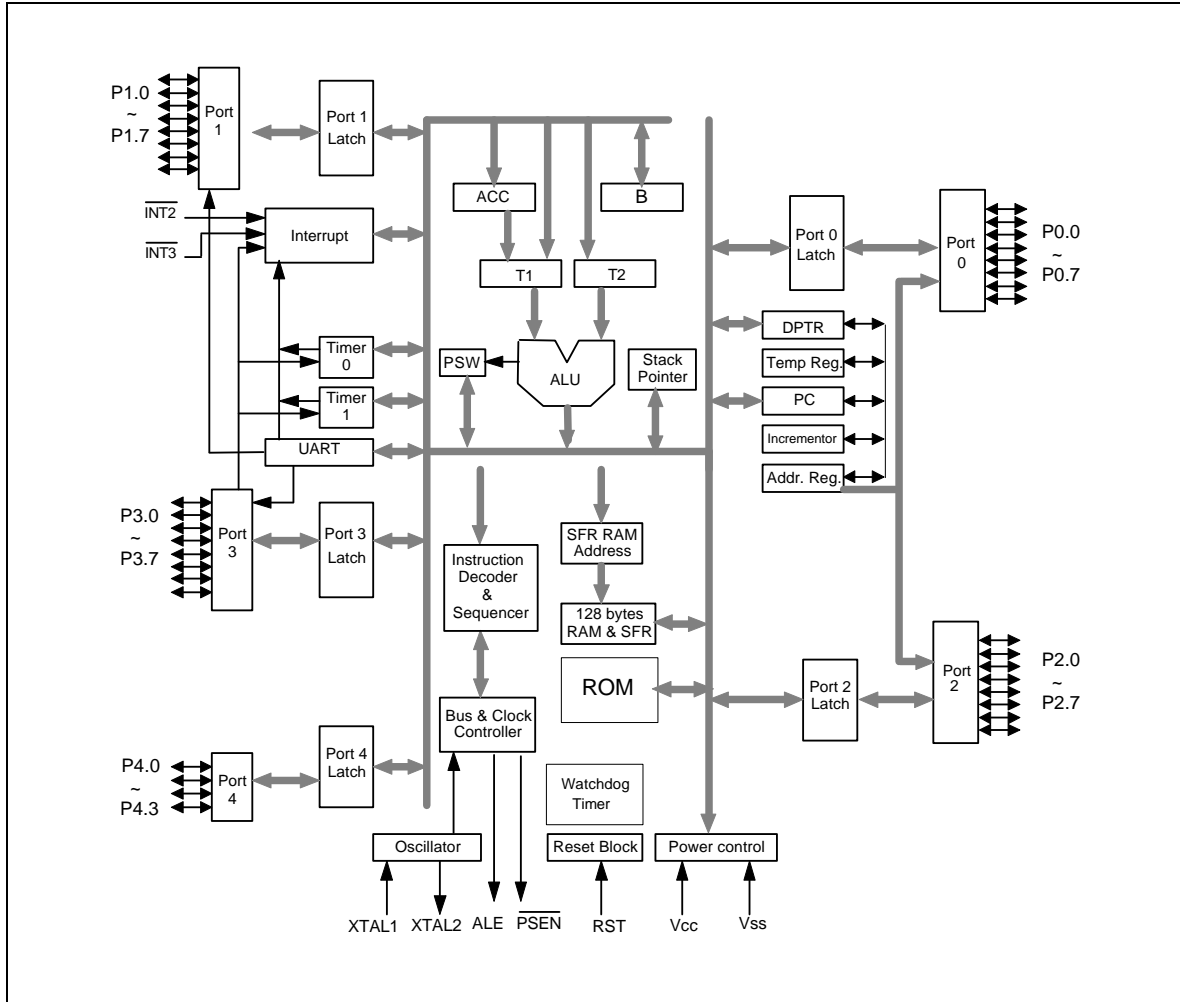 P1.0
~
P1.7
Port
1
Port 1
Latch
ACC
B
INT2
INT3
Interrupt
T1
T2
Port 0
Latch
Port
0
P0.0
~
P0.7
Timer
0
Timer
1
UART
PSW
ALU
Stack
Pointer
DPTR
Temp Reg.
PC
Incrementor
Addr. Reg.
P3.0
~
P3.7
Port
3
Port 3
Latch
Instruction
Decoder
&
Sequencer
SFR RAM
Address
128 bytes
RAM & SFR
ROM
Bus & Clock
Controller
Port 2
Latch
Port
2
P2.0
~
P2.7
P4.0
~
P4.3
Port
4
Port 4
Latch
Watchdog
Timer
Oscillator
Reset Block
Power control
XTAL1
XTAL2
ALE
PSEN
RST
Vcc
Vss